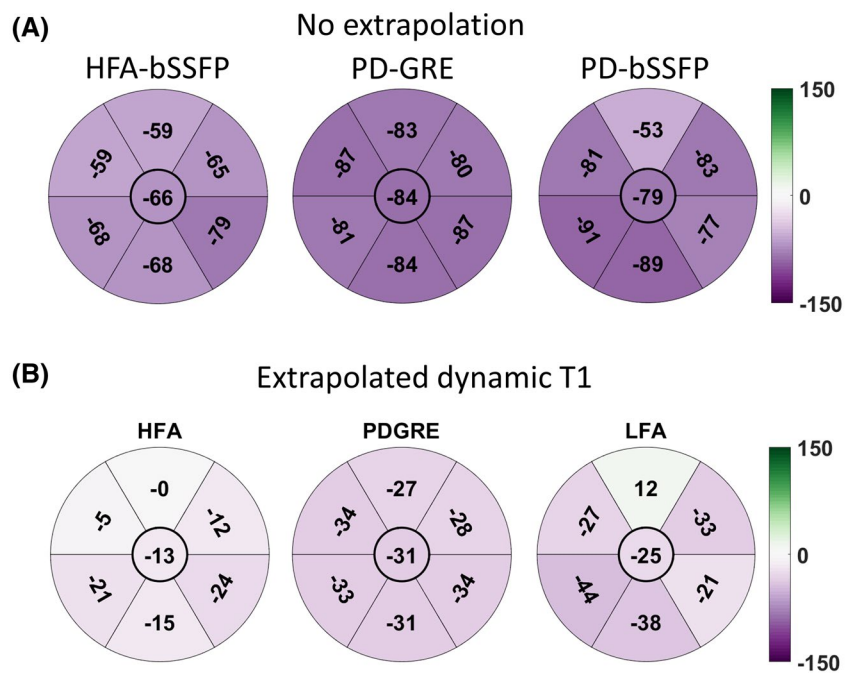 (A)
No extrapolation
HFA-bSSFP PD-GRE PD-bSSFP
-59 -59 -65 -66 -68 -79 -68
-83 -87 -80 -84 -81 -87 -84
-53 -81 -83 -79 -91 -77 -89
150
0
-150
(B)
Extrapolated dynamic T1
HFA PDGRE LFA
-0 -5 -12 -13 -21 -24 -15
-27 -34 -28 -31 -33 -34 -31
12 -27 -33 -25 -44 -21 -38
150
0
-150